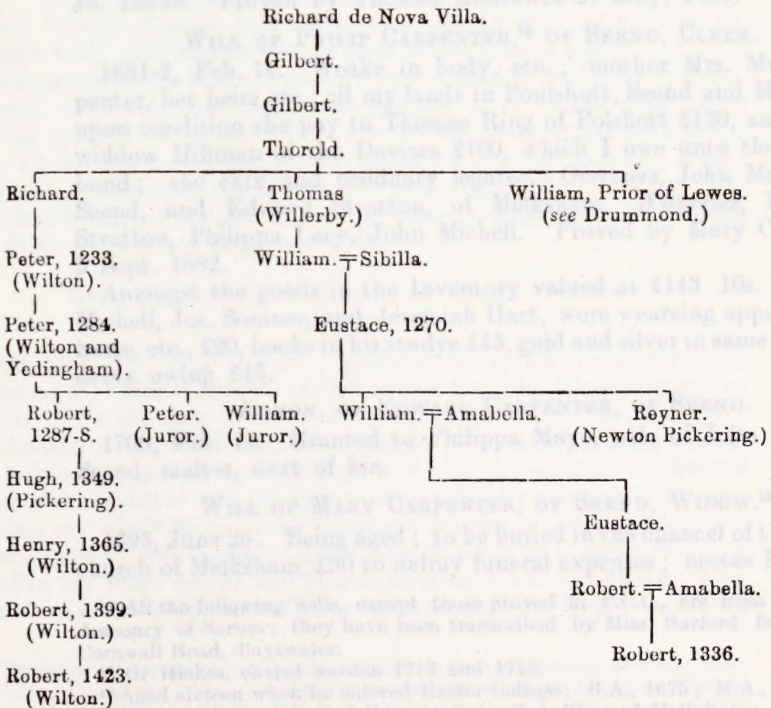 Richard de Nova Villa.
Gilbert.
Gilbert.
Thorold.
Richard. Thomas William, Prior of Lewes.
(Willerby.) (see Drummond.)
Peter, 1233. William.=Sibilla.
(Wilton).
Peter, 1284. Eustace, 1270.
(Wilton and
Yedingham).
Robert, Peter. William. William.=Amabella. Reyner.
1287-8. (Juror.) (Juror.) (Newton Pickering.)
Hugh, 1349.
(Pickering).
Eustace.
Henry, 1365.
(Wilton.)
Robert.=Amabella.
Robert, 1399.
(Wilton.)
Robert, 1336.
Robert, 1423.
(Wilton.)